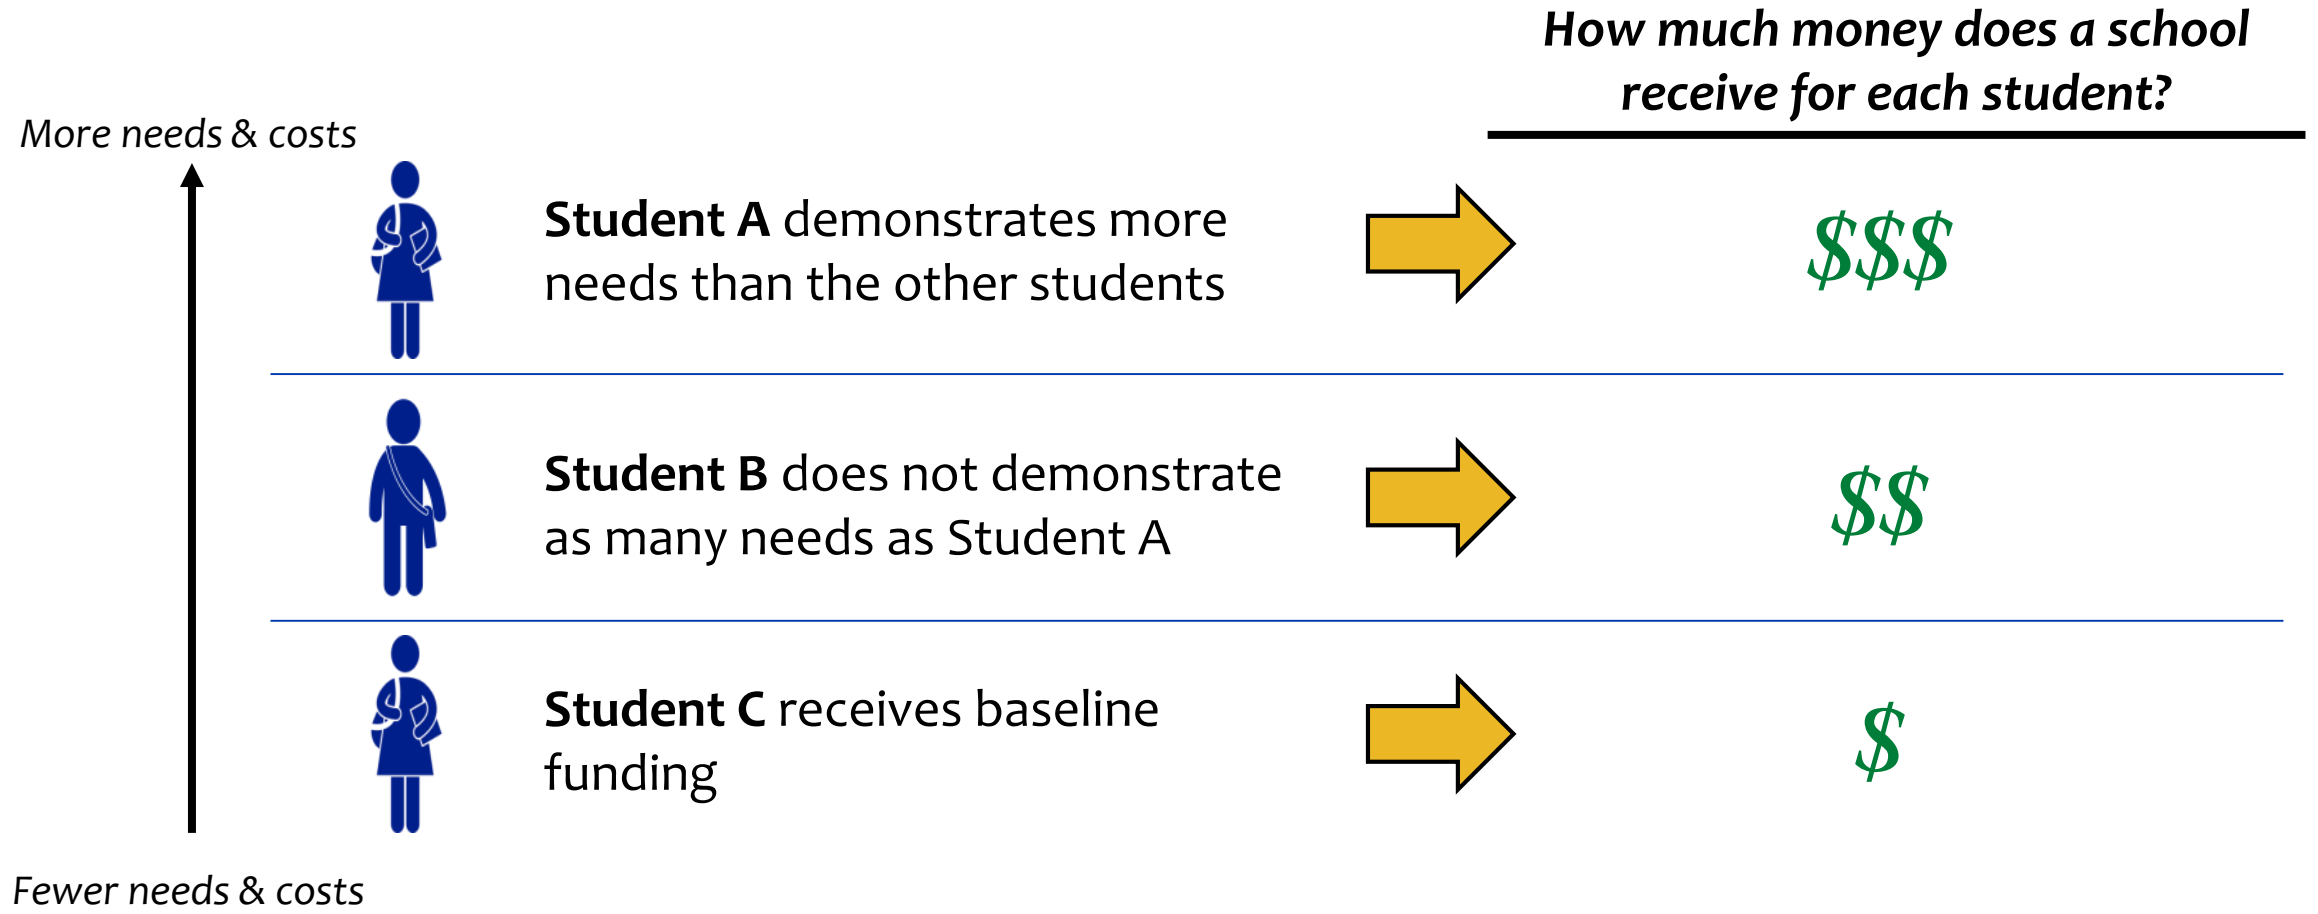 How much money does a school
receive for each student?
More needs & costs
Student A demonstrates more
needs than the other students
$$$
Student B does not demonstrate
as many needs as Student A
$$
Student C receives baseline
funding
$
Fewer needs & costs